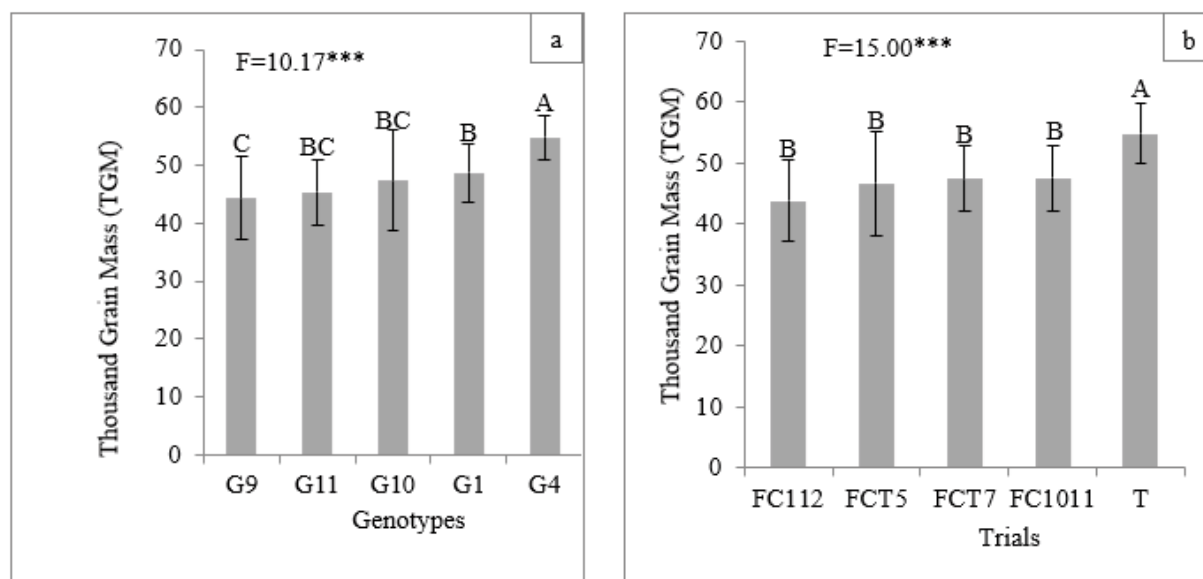 a
F=10.17***
Thousand Grain Mass (TGM)
70
60
50
40
30
20
10
0
C
BC
BC
B
A
G9 G11 G10 G1 G4
Genotypes
b
F=15.00***
Thousand Grain Mass (TGM)
70
60
50
40
30
20
10
0
B
B
B
B
A
FC112 FCT5 FCT7 FC1011 T
Trials